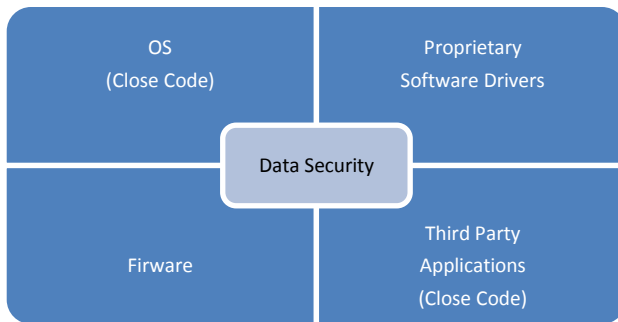 OS
(Close Code)
Proprietary
Software Drivers
Data Security
Firware
Third Party
Applications
(Close Code)